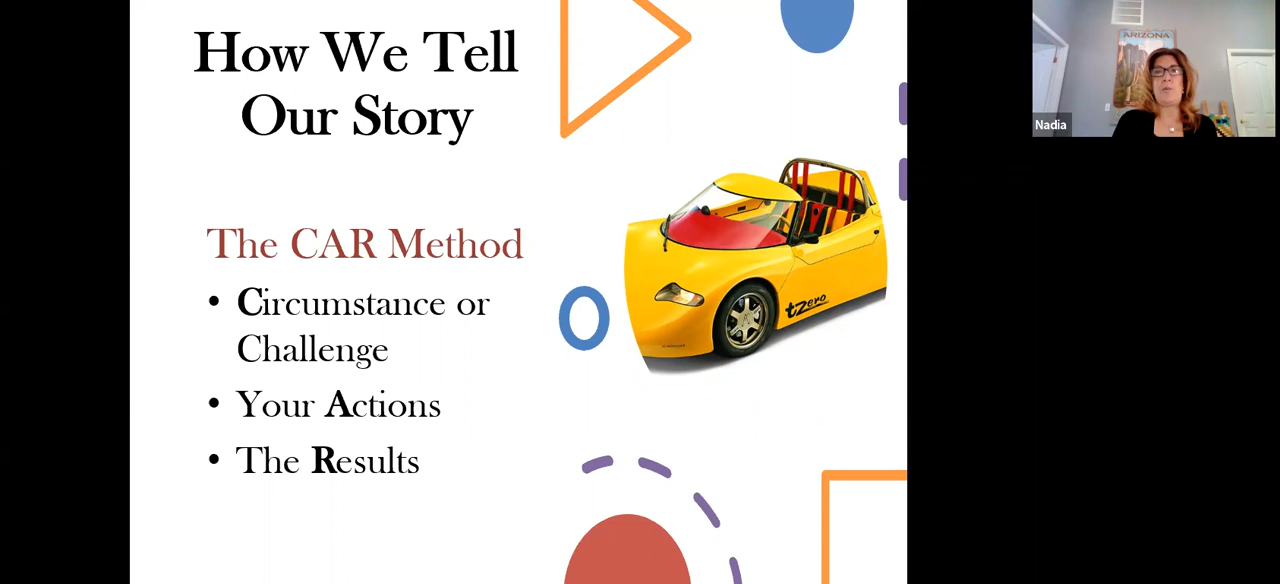 How We Tell
Our Story
The CAR Method
• Circumstance or
Challenge
• Your Actions
• The Results
tzero
ARIZONA
Nadia